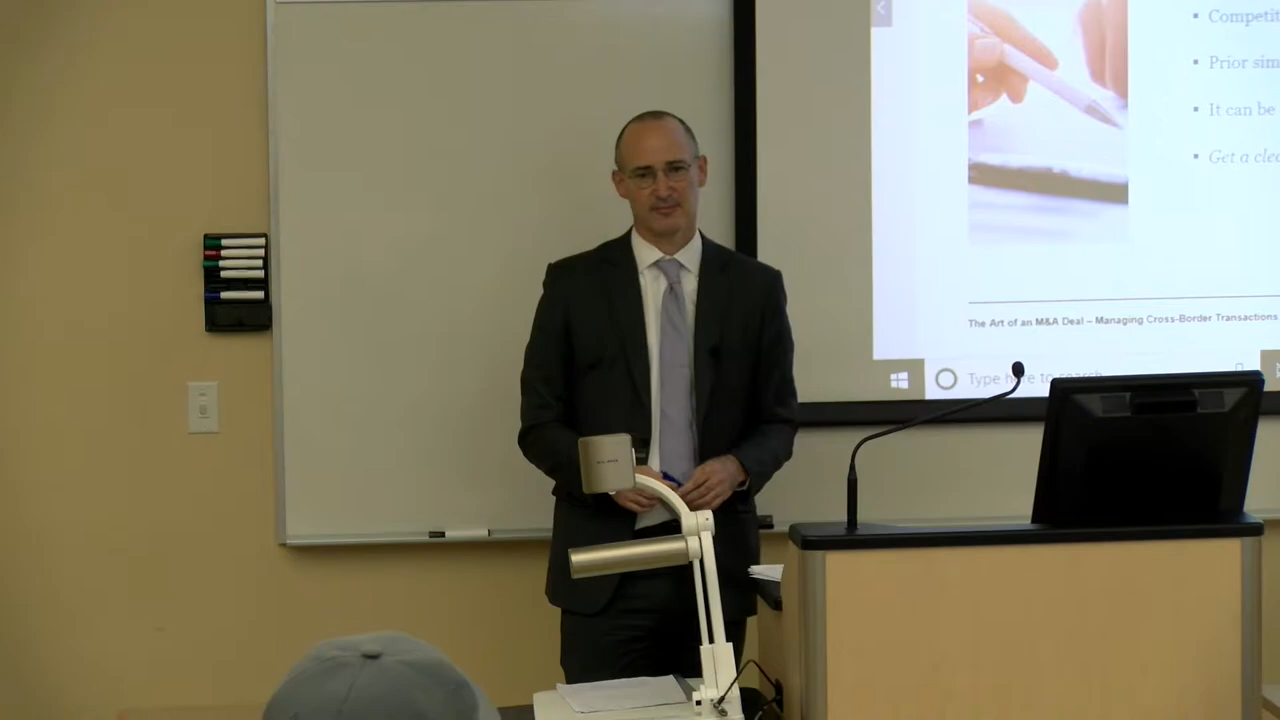 ▪ Competit
▪ Prior sim
▪ It can be
▪ Get a clea
The Art of an M&A Deal – Managing Cross-Border Transactions
Type here to search